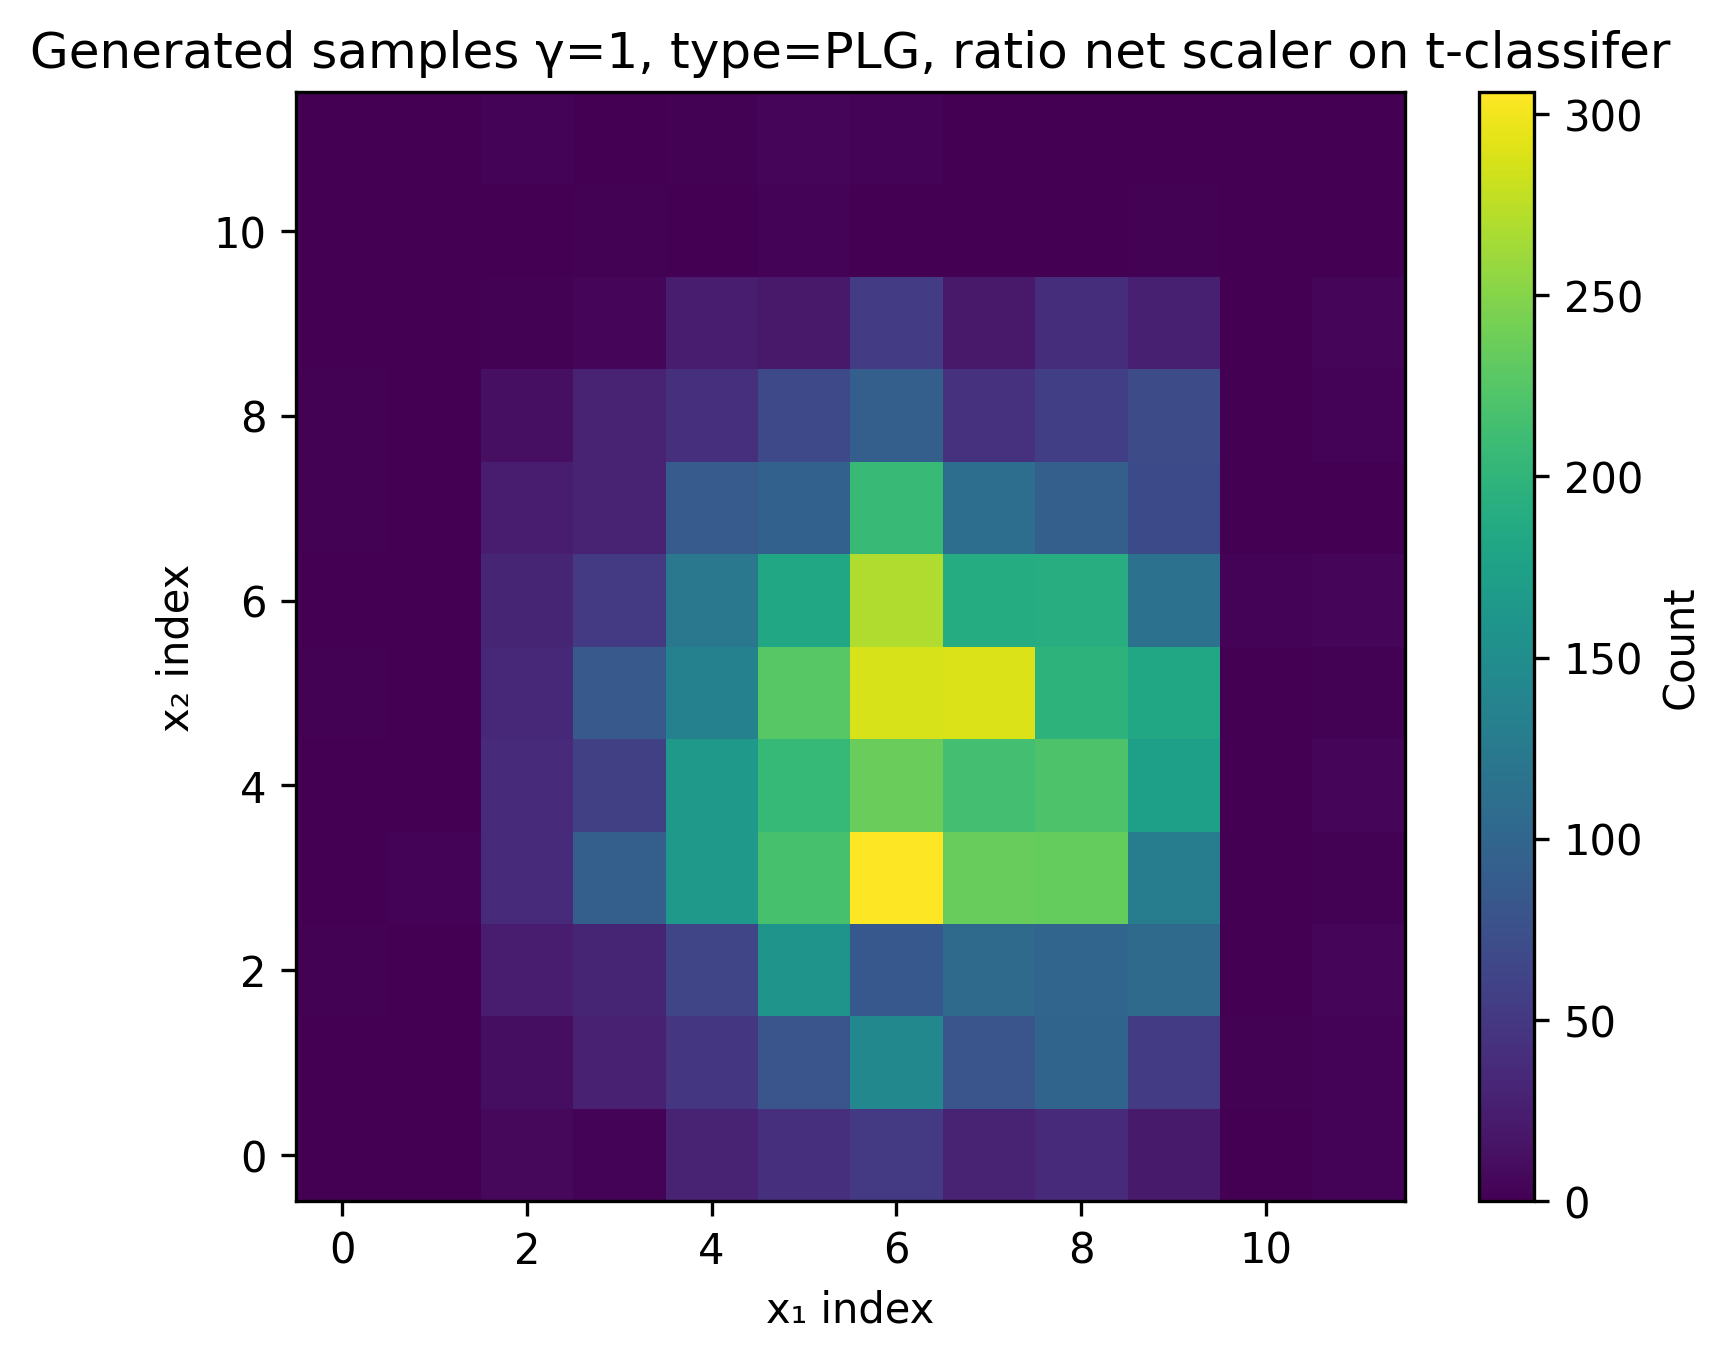 Generated samples γ=1, type=PLG, ratio net scaler on t-classifer
10
8
6
4
2
0
x₂ index
0 2 4 6 8 10
x₁ index
300
250
200
150
100
50
0
Count